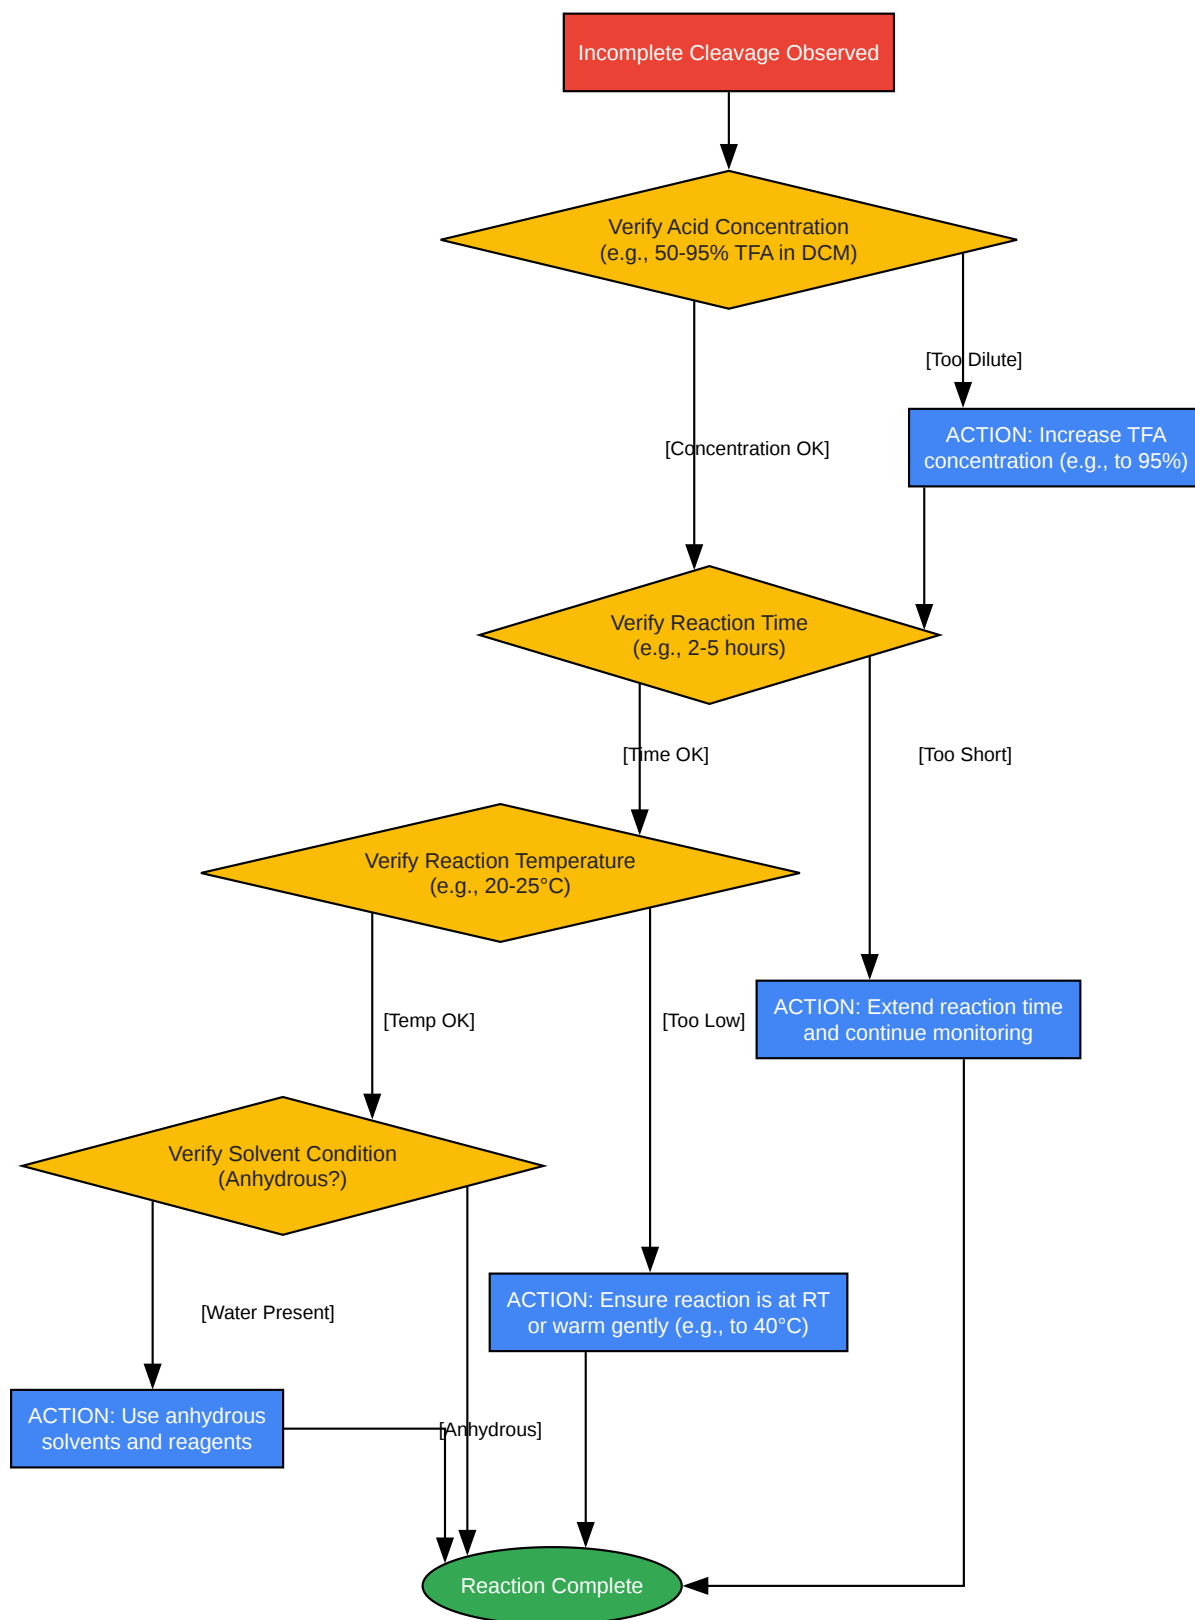 Incomplete Cleavage Observed
Verify Acid Concentration
(e.g., 50-95% TFA in DCM)
[Too Dilute]
ACTION: Increase TFA
concentration (e.g., to 95%)
[Concentration OK]
Verify Reaction Time
(e.g., 2-5 hours)
[Time OK]
[Too Short]
Verify Reaction Temperature
(e.g., 20-25°C)
[Temp OK]
[Too Low]
ACTION: Extend reaction time
and continue monitoring
Verify Solvent Condition
(Anhydrous?)
[Water Present]
ACTION: Ensure reaction is at RT
or warm gently (e.g., to 40°C)
ACTION: Use anhydrous
solvents and reagents
[Anhydrous]
Reaction Complete